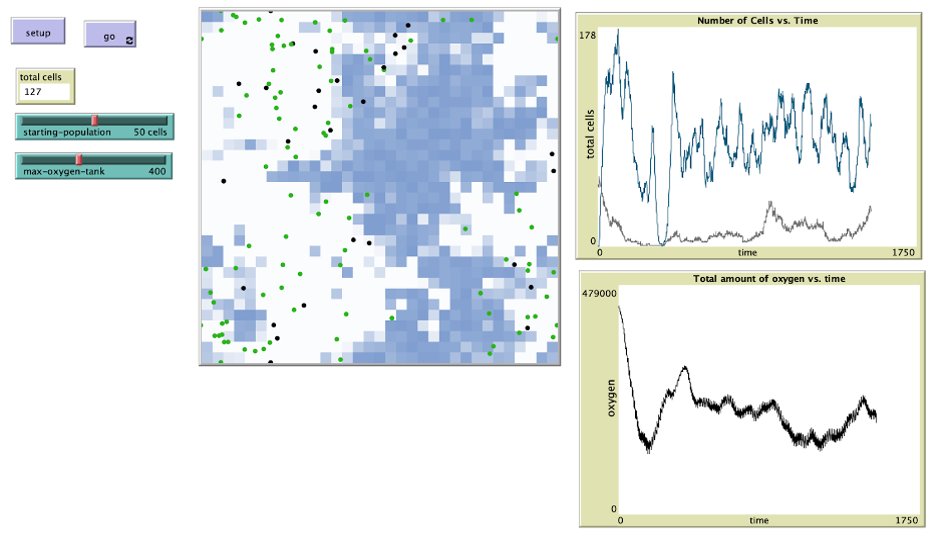 setup
go
total cells
127
starting-population 50 cells
max-oxygen-tank 400
Number of Cells vs. Time
178
total cells
0
0 time 1750
Total amount of oxygen vs. time
479000
oxygen
0
0 time 1750